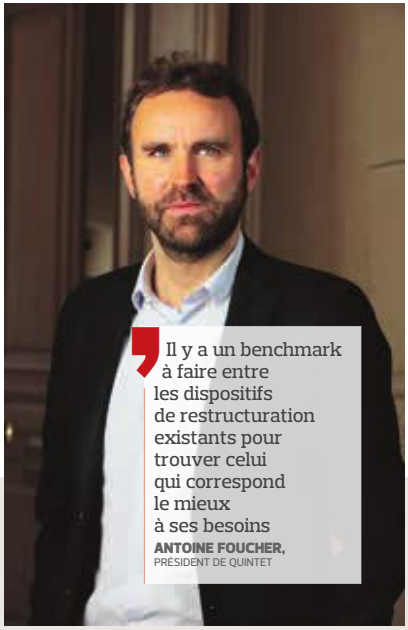 Il y a un benchmark
à faire entre
les dispositifs
de restructuration
existants pour
trouver celui
qui correspond
le mieux
à ses besoins
ANTOINE FOUCHER,
PRÉSIDENT DE QUINTET